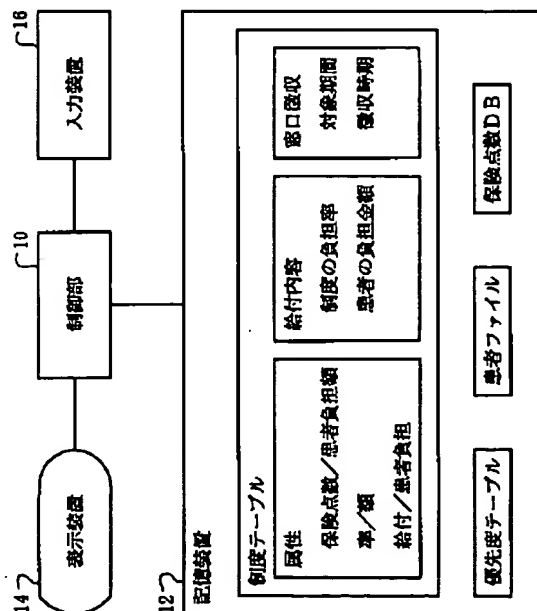 14
表示装置
10
制御部
16
入力装置
12
記憶装置
制度テーブル
属性
保険点数/患者負担額
率/額
給付/患者負担
給付内容
制度の負担率
患者の負担金額
窓口徴収
対象期間
徴収時期
優先度テーブル
患者ファイル
保険点数DB